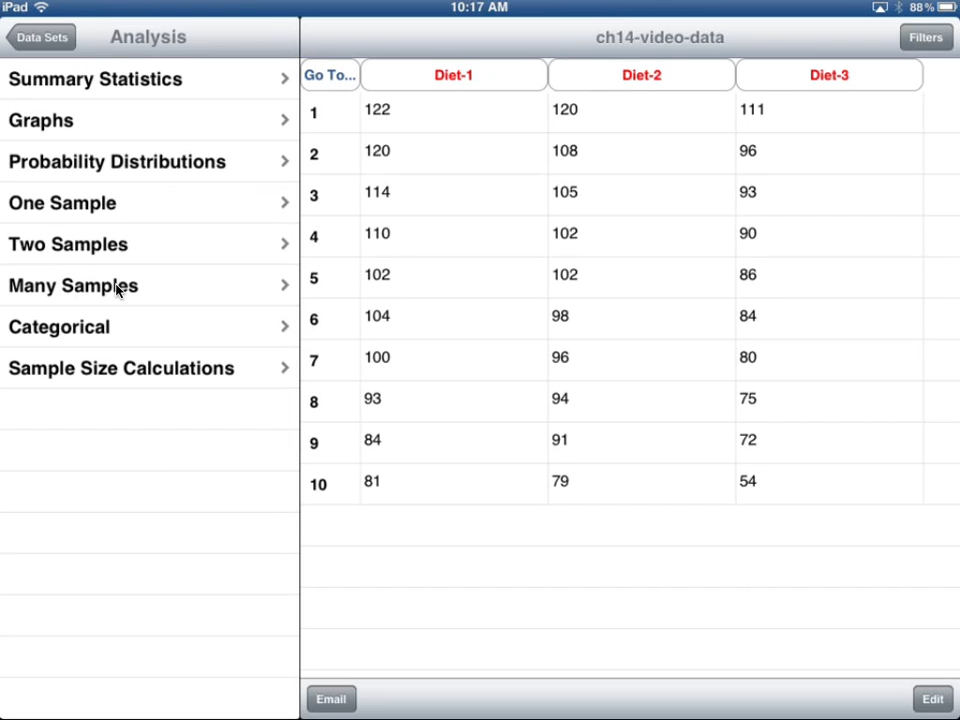 iPad 10:17 AM 88%
Data Sets Analysis ch14-video-data Filters
Summary Statistics
Graphs
Probability Distributions
One Sample
Two Samples
Many Samples
Categorical
Sample Size Calculations
Go To... Diet-1 Diet-2 Diet-3
1 122 120 111
2 120 108 96
3 114 105 93
4 110 102 90
5 102 102 86
6 104 98 84
7 100 96 80
8 93 94 75
9 84 91 72
10 81 79 54
Email Edit